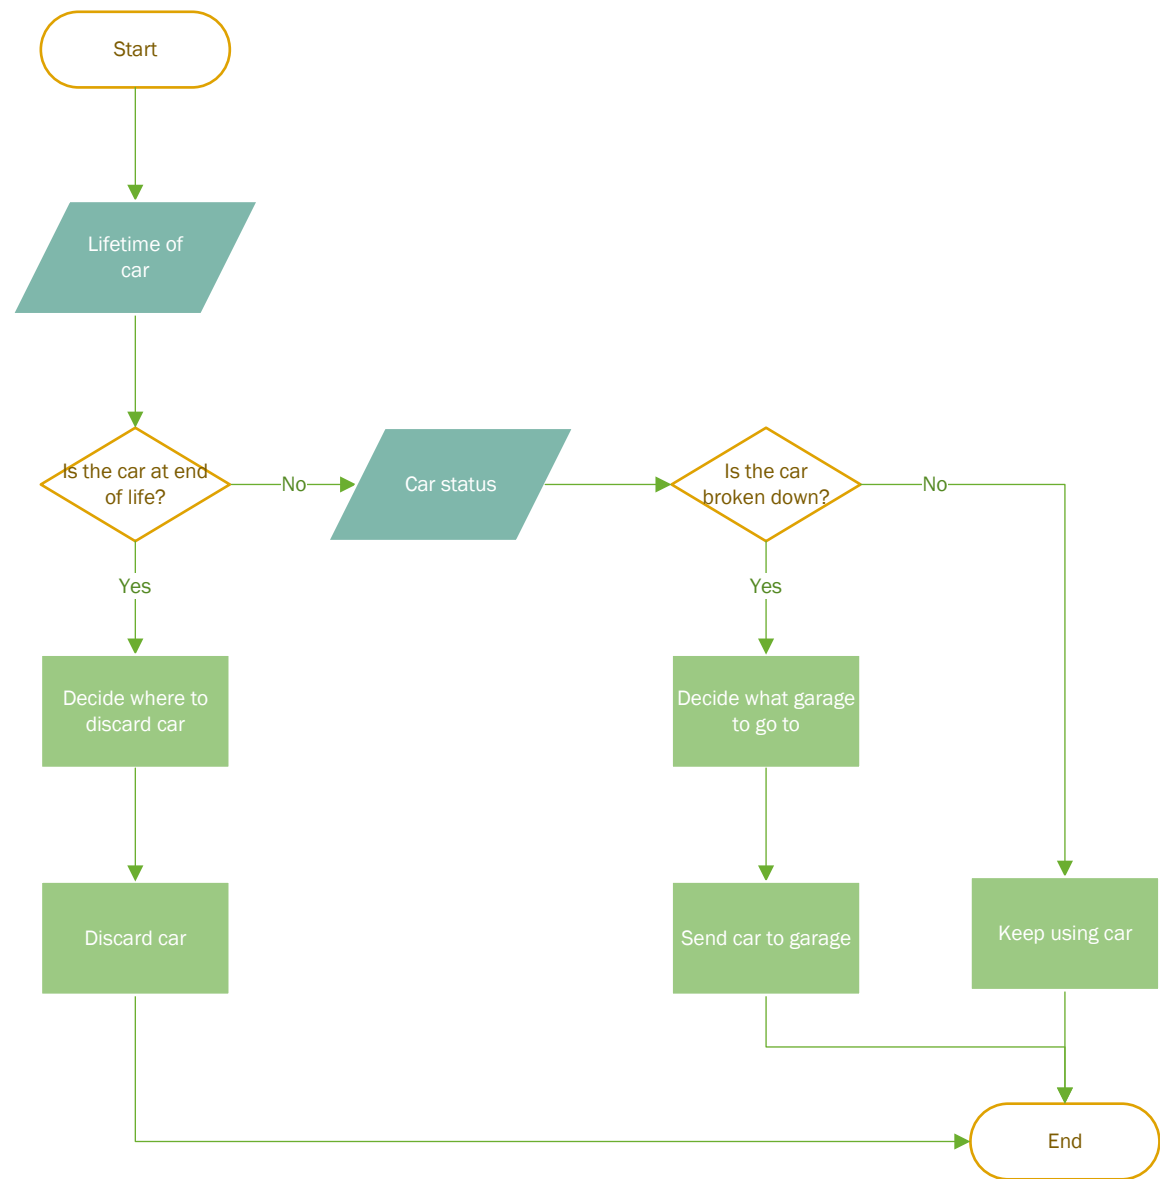 Start
Lifetime of
car
Is the car at end
of life?
No
Car status
Is the car
broken down?
No
Yes
Yes
Decide where to
discard car
Decide what garage
to go to
Discard car
Send car to garage
Keep using car
End